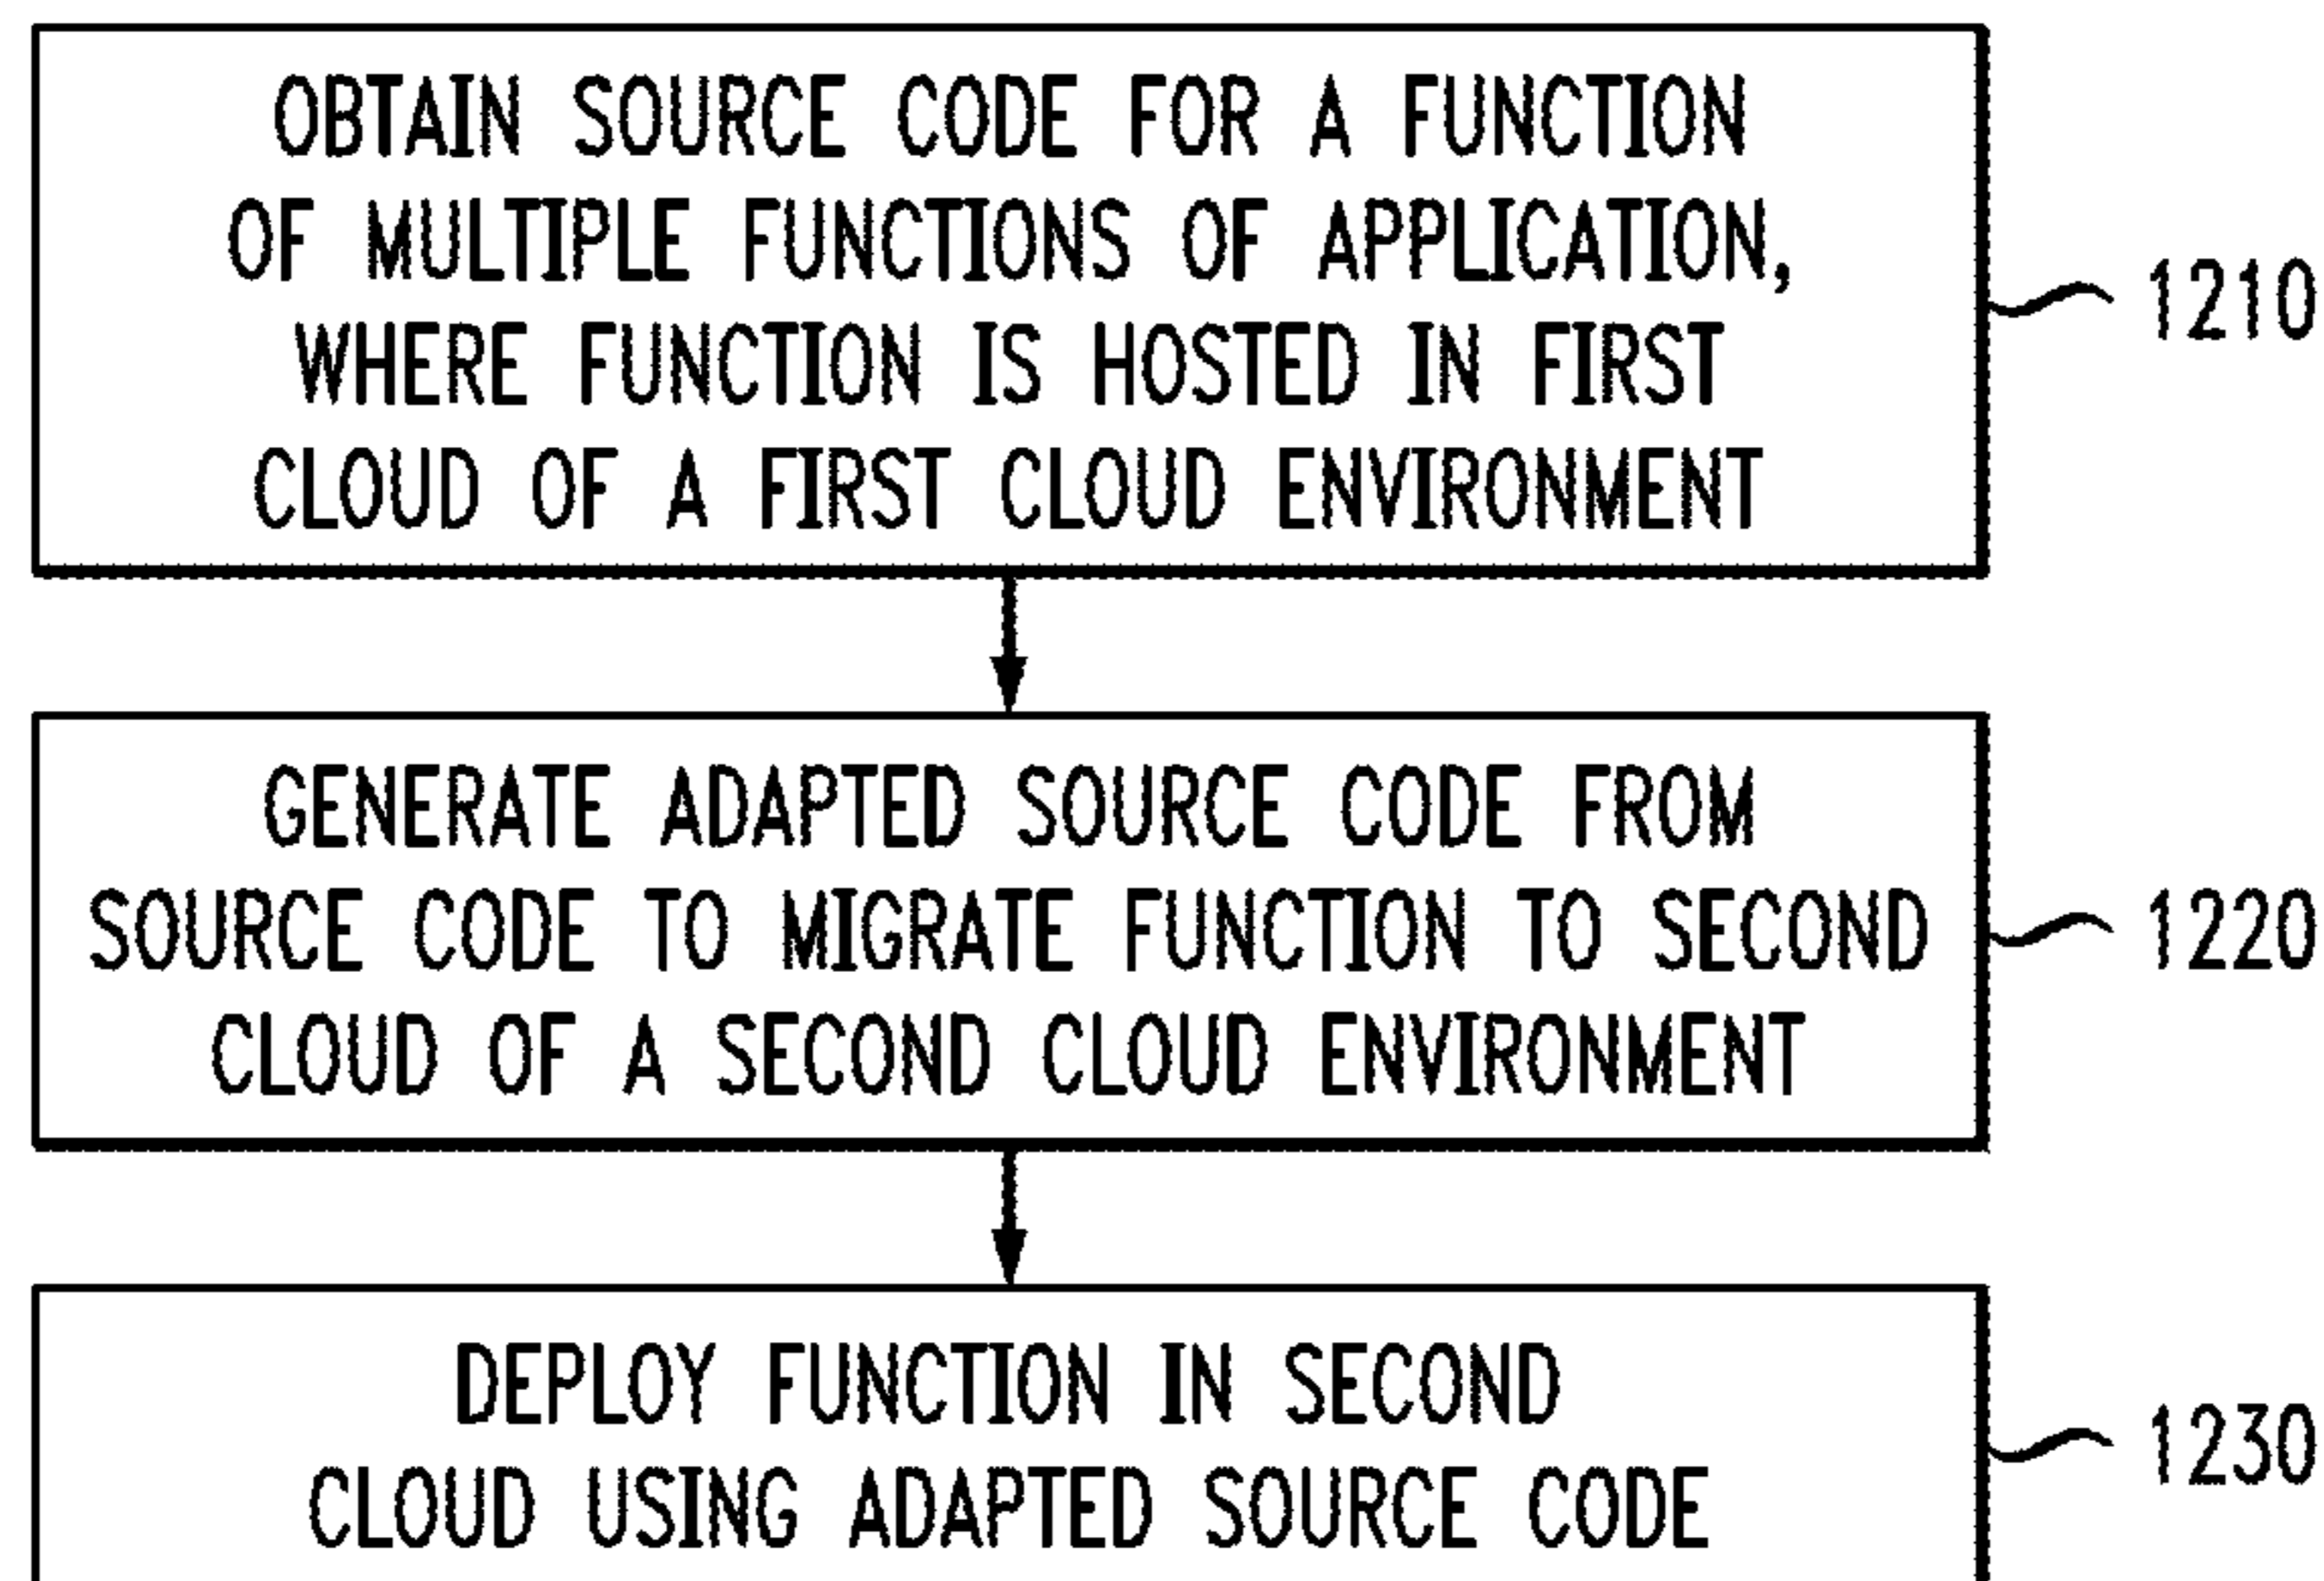 OBTAIN SOURCE CODE FOR A FUNCTION
OF MULTIPLE FUNCTIONS OF APPLICATION,
WHERE FUNCTION IS HOSTED IN FIRST
CLOUD OF A FIRST CLOUD ENVIRONMENT
1210
GENERATE ADAPTED SOURCE CODE FROM
SOURCE CODE TO MIGRATE FUNCTION TO SECOND
CLOUD OF A SECOND CLOUD ENVIRONMENT
1220
DEPLOY FUNCTION IN SECOND
CLOUD USING ADAPTED SOURCE CODE
1230